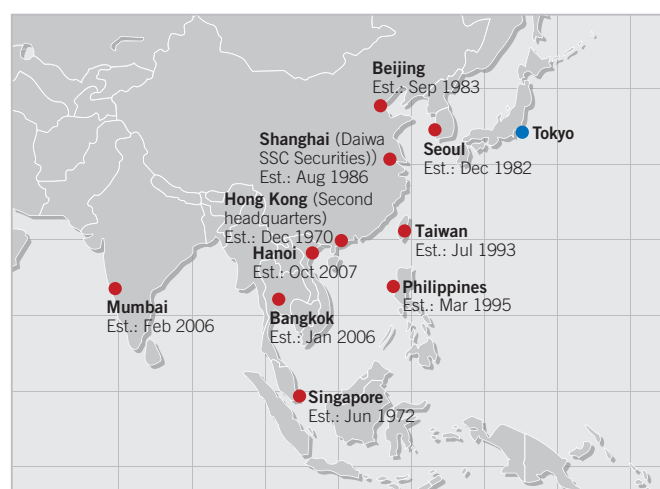 Beijing
Est.: Sep 1983
Tokyo
Shanghai (Daiwa
SSC Securities))
Est.: Aug 1986
Seoul
Est.: Dec 1982
Hong Kong (Second
headquarters)
Est.: Dec 1970
Taiwan
Est.: Jul 1993
Hanoi
Est.: Oct 2007
Philippines
Est.: Mar 1995
Mumbai
Est.: Feb 2006
Bangkok
Est.: Jan 2006
Singapore
Est.: Jun 1972